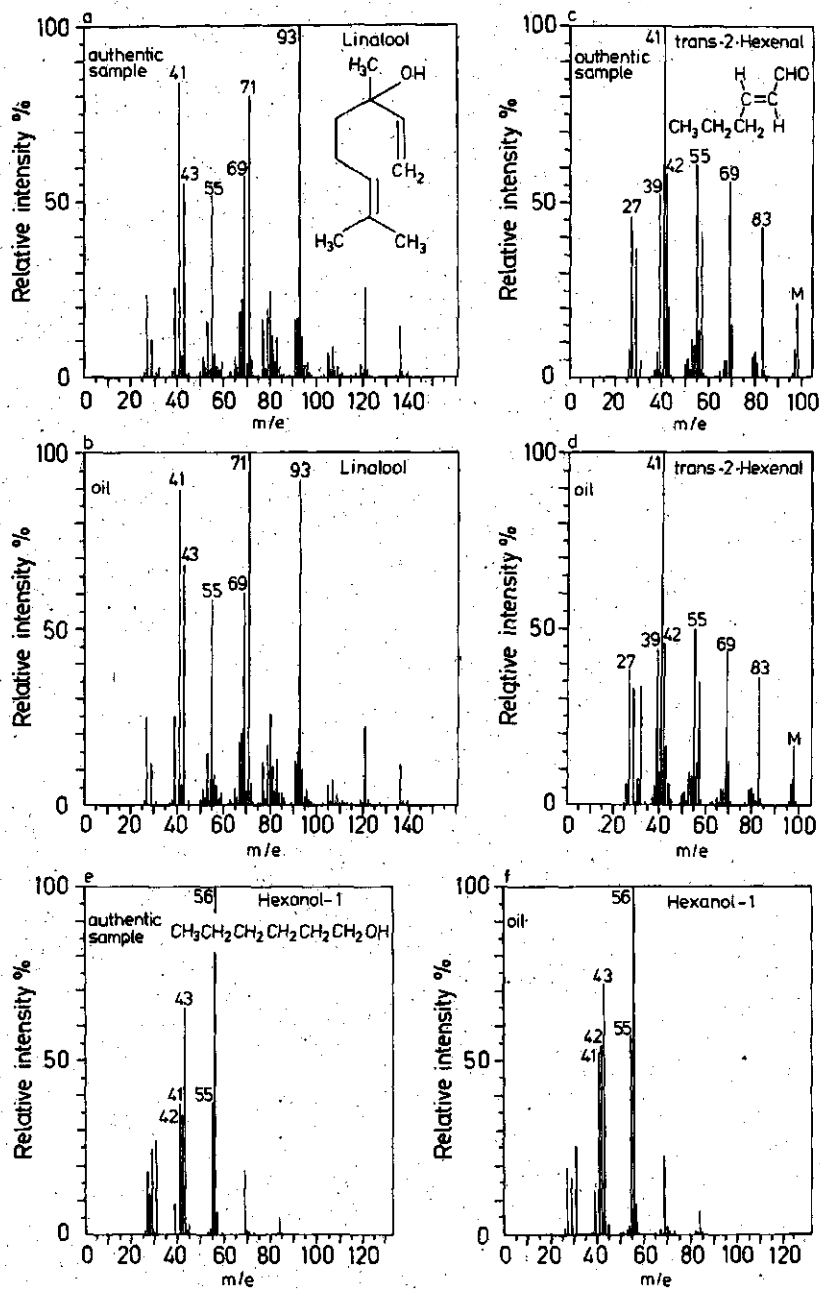 a
authentic
sample
Linalool
H₃C
OH
CH₂
H₃C
CH₃
41
43
55
69
71
93
100
50
0
Relative intensity %
0 20 40 60 80 100 120 140
m/e
c
authentic
sample
trans-2-Hexenal
H
CHO
C=C
CH₃CH₂CH₂
H
27
39
41
42
55
69
83
M
100
50
0
Relative intensity %
0 20 40 60 80 100
m/e
b
oil
Linalool
41
43
55
69
71
93
100
50
0
Relative intensity %
0 20 40 60 80 100 120 140
m/e
d
oil
trans-2-Hexenal
27
39
41
42
55
69
83
M
100
50
0
Relative intensity %
0 20 40 60 80 100
m/e
e
authentic
sample
Hexanol-1
CH₃CH₂CH₂CH₂CH₂CH₂OH
56
43
41
42
55
100
50
0
Relative intensity %
0 20 40 60 80 100 120
m/e
f
oil
Hexanol-1
56
43
42
41
55
100
50
0
Relative intensity %
0 20 40 60 80 100 120
m/e